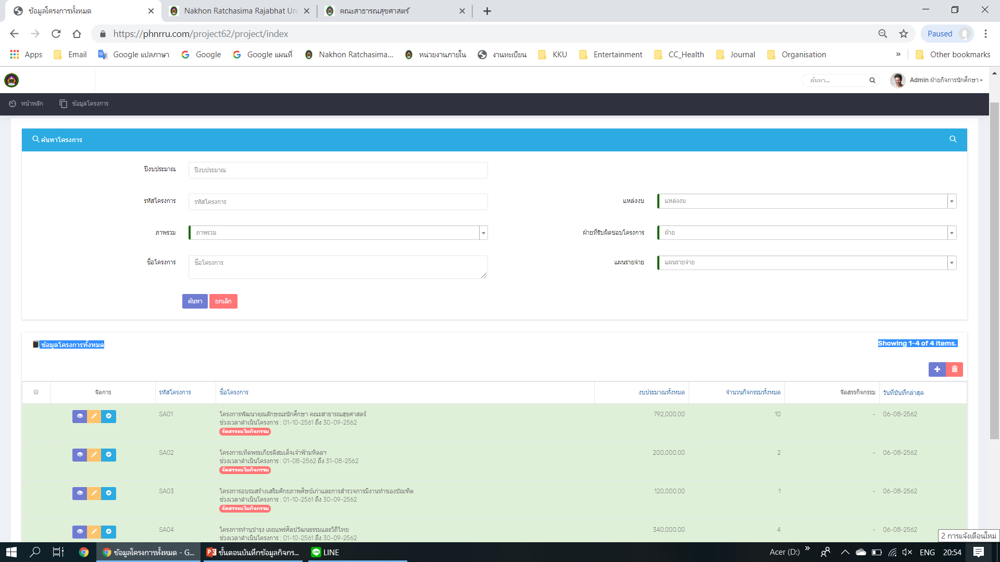 ข้อมูลโครงการทั้งหมด
Nakhon Ratchasima Rajabhat Un
คณะสาธารณสุขศาสตร์
https://phnrru.com/project62/project/index
Paused
Apps Email Google แปลภาษา Google Google แผนที่ Nakhon Ratchasima... หน่วยงานภายใน งานทะเบียน KKU Entertainment CC_Health Journal Organisation » Other bookmarks
ค้นหา... Admin ฝ่ายกิจการนักศึกษา
หน้าหลัก ข้อมูลโครงการ
ค้นหาโครงการ
ปีงบประมาณ ปีงบประมาณ
รหัสโครงการ รหัสโครงการ แหล่งงบ แหล่งงบ
ภาพรวม ภาพรวม ฝ่ายที่รับผิดชอบโครงการ ฝ่าย
ชื่อโครงการ ชื่อโครงการ แผนรายจ่าย แผนรายจ่าย
ค้นหา ยกเลิก
ข้อมูลโครงการทั้งหมด Showing 1-4 of 4 items.
จัดการ รหัสโครงการ ชื่อโครงการ งบประมาณทั้งหมด จำนวนกิจกรรมทั้งหมด จัดสรรกิจกรรม วันที่บันทึกล่าสุด
SA01 โครงการพัฒนาคุณลักษณะนักศึกษา คณะสาธารณสุขศาสตร์ 792,000.00 10 - 06-08-2562
ช่วงเวลาดำเนินโครงการ : 01-10-2561 ถึง 30-09-2562
จัดสรรงบในกิจกรรม
SA02 โครงการเทิดพระเกียรติสมเด็จเจ้าฟ้ามหิดลฯ 200,000.00 2 - 06-08-2562
ช่วงเวลาดำเนินโครงการ : 01-08-2562 ถึง 31-08-2562
จัดสรรงบในกิจกรรม
SA03 โครงการอบรมสร้างเสริมศักยภาพศิษย์เก่าและการสำรวจการมีงานทำของบัณฑิต 120,000.00 1 - 06-08-2562
ช่วงเวลาดำเนินโครงการ : 01-10-2561 ถึง 30-09-2562
จัดสรรงบในกิจกรรม
SA04 โครงการทำนุบำรุง เผยแพร่ศิลปวัฒนธรรมและวิถีไทย 340,000.00 4 - 06-08-2562
ช่วงเวลาดำเนินโครงการ : 01-10-2561 ถึง 30-09-2562
2 การแจ้งเตือนใหม่
ข้อมูลโครงการทั้งหมด - G... ขั้นตอนบันทึกข้อมูลกิจกร... LINE Acer (D:) » ENG 20:54